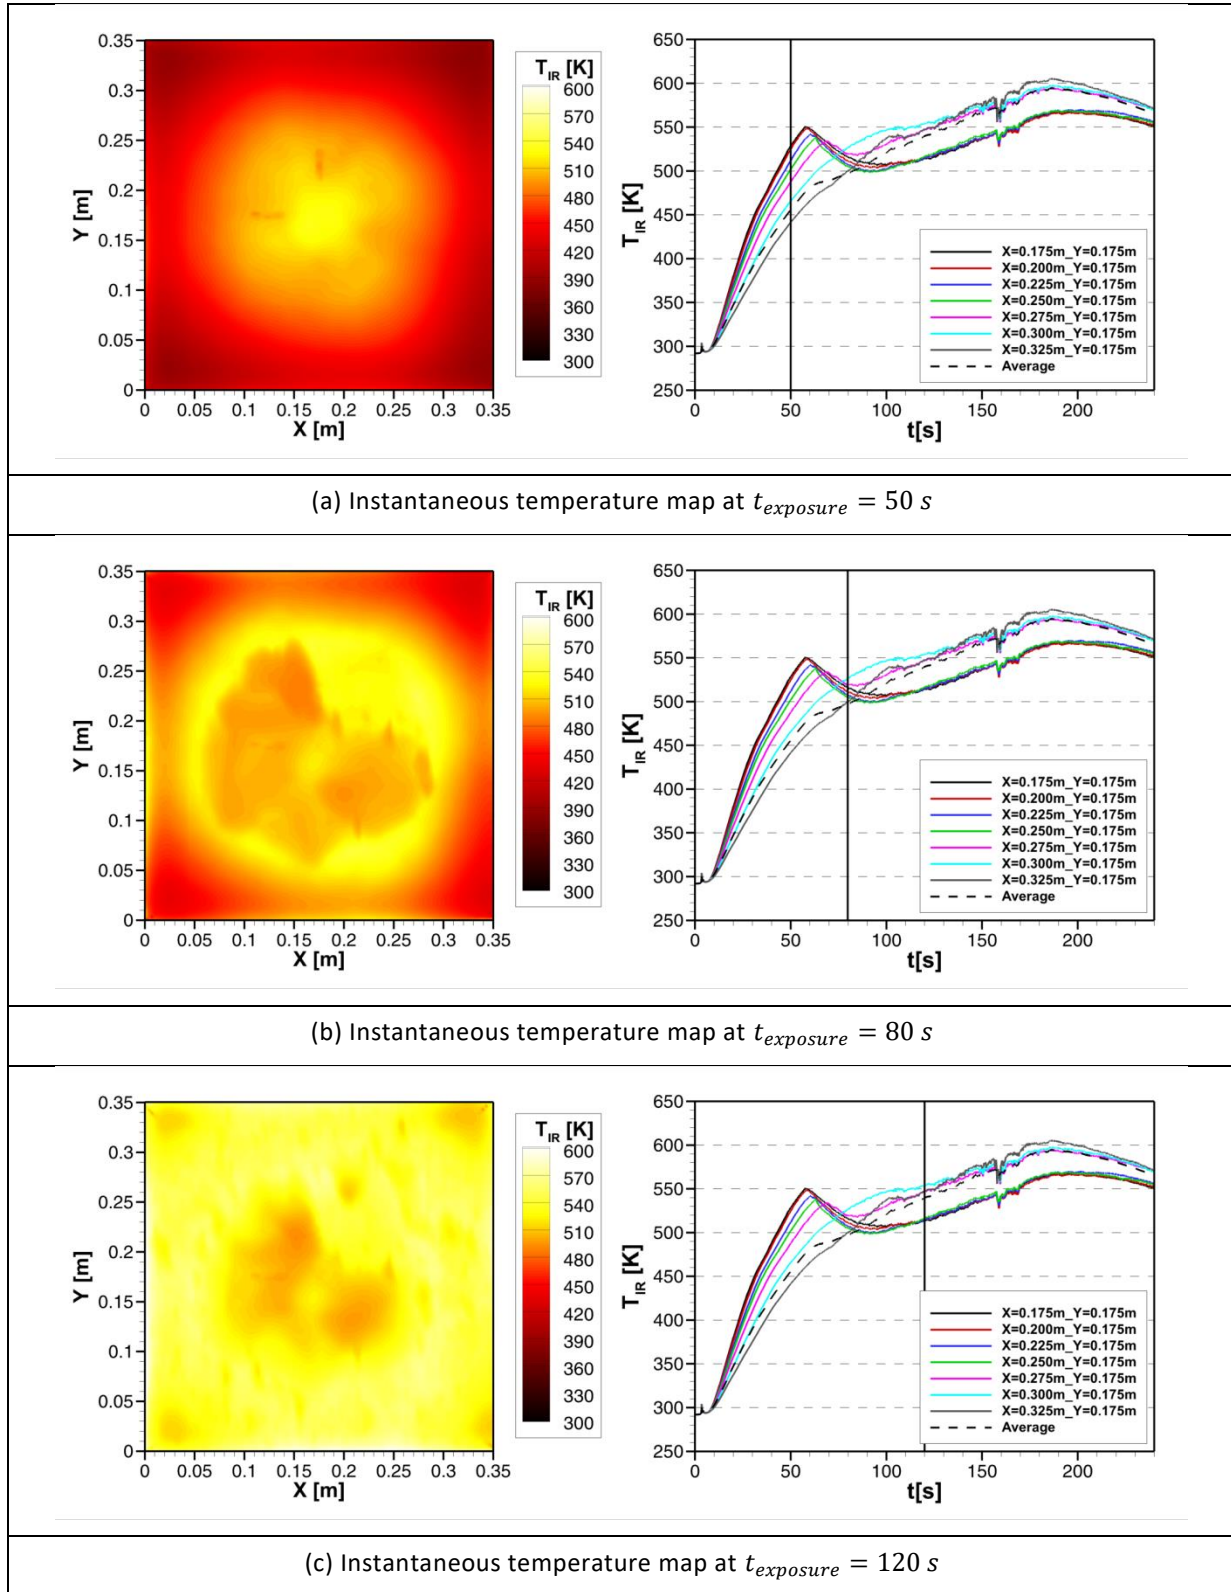 0.35
0.3
0.25
0.2
0.15
0.1
0.05
0
Y [m]
0 0.05 0.1 0.15 0.2 0.25 0.3 0.35
X [m]
T_IR [K]
600
570
540
510
480
450
420
390
360
330
300
650
600
550
500
450
400
350
300
250
T_IR [K]
X=0.175m_Y=0.175m
X=0.200m_Y=0.175m
X=0.225m_Y=0.175m
X=0.250m_Y=0.175m
X=0.275m_Y=0.175m
X=0.300m_Y=0.175m
X=0.325m_Y=0.175m
Average
0 50 100 150 200
t[s]
(a) Instantaneous temperature map at t_exposure = 50 s
0.35
0.3
0.25
0.2
0.15
0.1
0.05
0
Y [m]
0 0.05 0.1 0.15 0.2 0.25 0.3 0.35
X [m]
T_IR [K]
600
570
540
510
480
450
420
390
360
330
300
650
600
550
500
450
400
350
300
250
T_IR [K]
X=0.175m_Y=0.175m
X=0.200m_Y=0.175m
X=0.225m_Y=0.175m
X=0.250m_Y=0.175m
X=0.275m_Y=0.175m
X=0.300m_Y=0.175m
X=0.325m_Y=0.175m
Average
0 50 100 150 200
t[s]
(b) Instantaneous temperature map at t_exposure = 80 s
0.35
0.3
0.25
0.2
0.15
0.1
0.05
0
Y [m]
0 0.05 0.1 0.15 0.2 0.25 0.3 0.35
X [m]
T_IR [K]
600
570
540
510
480
450
420
390
360
330
300
650
600
550
500
450
400
350
300
250
T_IR [K]
X=0.175m_Y=0.175m
X=0.200m_Y=0.175m
X=0.225m_Y=0.175m
X=0.250m_Y=0.175m
X=0.275m_Y=0.175m
X=0.300m_Y=0.175m
X=0.325m_Y=0.175m
Average
0 50 100 150 200
t[s]
(c) Instantaneous temperature map at t_exposure = 120 s